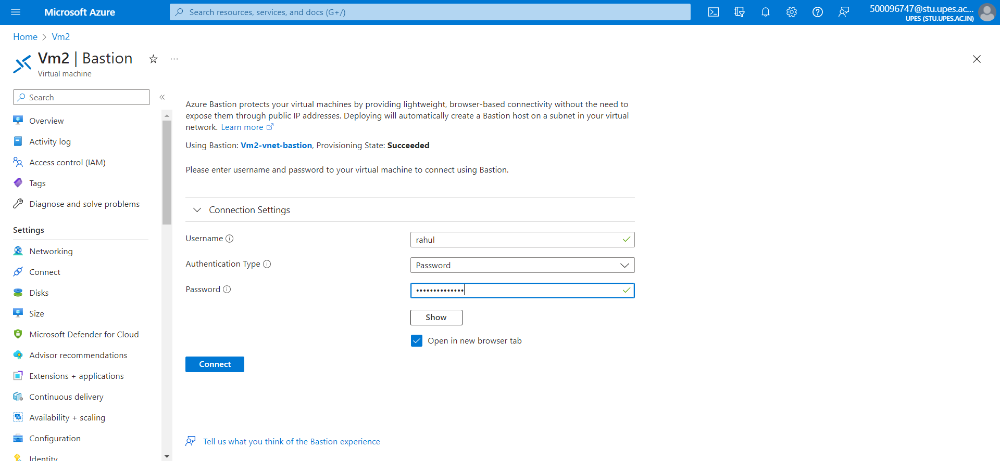 Microsoft Azure
Search resources, services, and docs (G+/)
500096747@stu.upes.ac...
UPES (STU.UPES.AC.IN)
Home > Vm2
Vm2 | Bastion
...
Virtual machine
Search
«
Overview
Activity log
Access control (IAM)
Tags
Diagnose and solve problems
Settings
Networking
Connect
Disks
Size
Microsoft Defender for Cloud
Advisor recommendations
Extensions + applications
Continuous delivery
Availability + scaling
Configuration
Identity
Azure Bastion protects your virtual machines by providing lightweight, browser-based connectivity without the need to
expose them through public IP addresses. Deploying will automatically create a Bastion host on a subnet in your virtual
network. Learn more
Using Bastion: Vm2-vnet-bastion, Provisioning State: Succeeded
Please enter username and password to your virtual machine to connect using Bastion.
Connection Settings
Username
rahul
Authentication Type
Password
Password
••••••••••••••
Show
Open in new browser tab
Connect
Tell us what you think of the Bastion experience